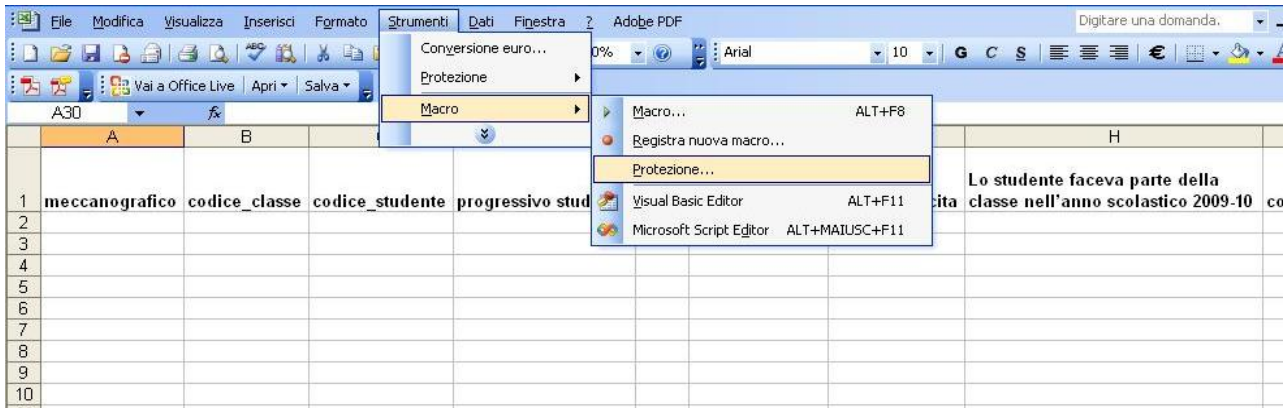 File Modifica Visualizza Inserisci Formato Strumenti Dati Finestra ? Adobe PDF Digitare una domanda.
Conversione euro... 0% Arial 10 G C S €
Protezione
Vai a Office Live Apri Salva
Macro
A30 fx
Macro... ALT+F8
Registra nuova macro...
Protezione...
Visual Basic Editor ALT+F11
Microsoft Script Editor ALT+MAIUSC+F11
A B H
Lo studente faceva parte della
1 meccanografico codice_classe codice_studente progressivo stud cita classe nell'anno scolastico 2009-10 co
2
3
4
5
6
7
8
9
10